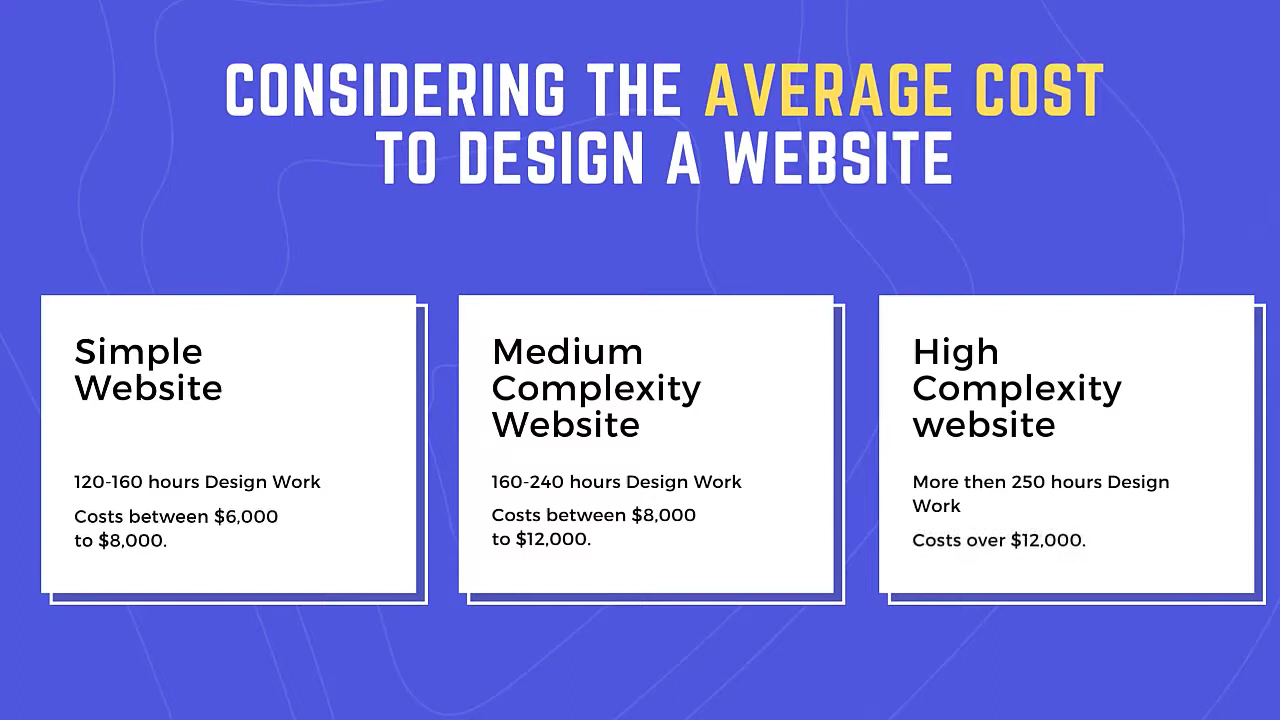 CONSIDERING THE AVERAGE COST
TO DESIGN A WEBSITE
Simple
Website
120-160 hours Design Work
Costs between $6,000
to $8,000.
Medium
Complexity
Website
160-240 hours Design Work
Costs between $8,000
to $12,000.
High
Complexity
website
More then 250 hours Design
Work
Costs over $12,000.